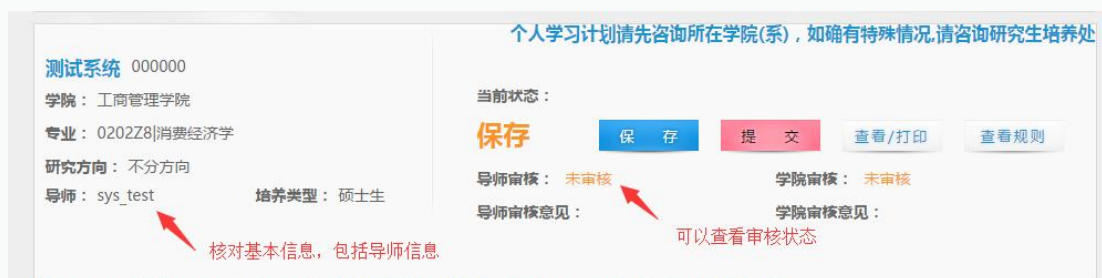 个人学习计划请先咨询所在学院(系)，如确有特殊情况,请咨询研究生培养处
测试系统 000000
学院： 工商管理学院
专业： 0202Z8|消费经济学
研究方向： 不分方向
导师： sys_test 培养类型： 硕士生
核对基本信息，包括导师信息
当前状态：
保存 保 存 提 交 查看/打印 查看规则
导师审核： 未审核 学院审核： 未审核
导师审核意见： 学院审核意见：
可以查看审核状态